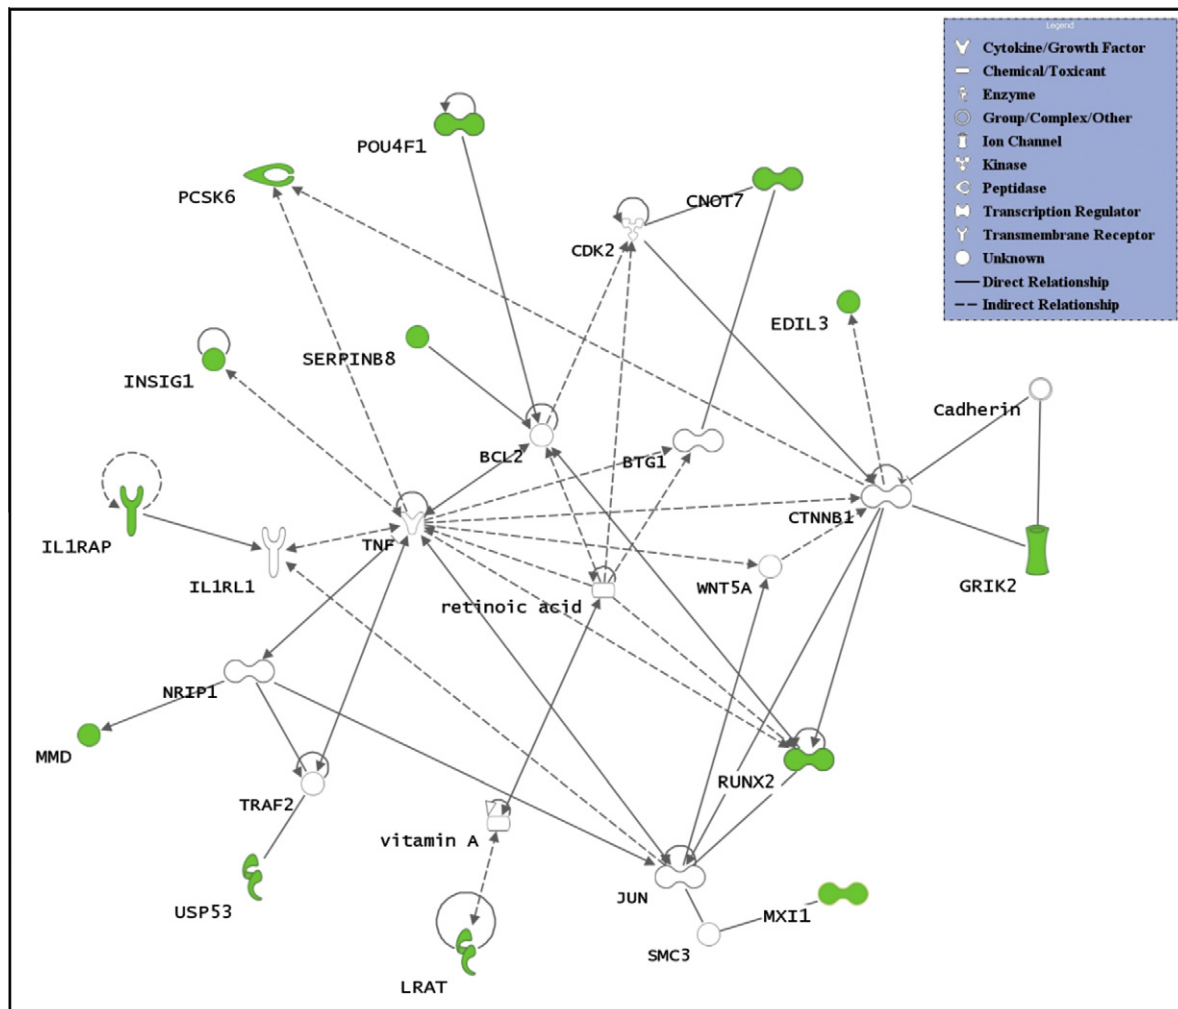 Legend
Cytokine/Growth Factor
Chemical/Toxicant
Enzyme
Group/Complex/Other
Ion Channel
Kinase
Peptidase
Transcription Regulator
Transmembrane Receptor
Unknown
Direct Relationship
Indirect Relationship
POU4F1
PCSK6
CNOT7
CDK2
EDIL3
SERPINB8
INSIG1
Cadherin
BCL2
BTG1
CTNNB1
TNF
IL1RAP
IL1RL1
WNT5A
GRIK2
retinoic acid
NRIP1
MMD
RUNX2
TRAF2
vitamin A
JUN
USP53
MXI1
SMC3
LRAT